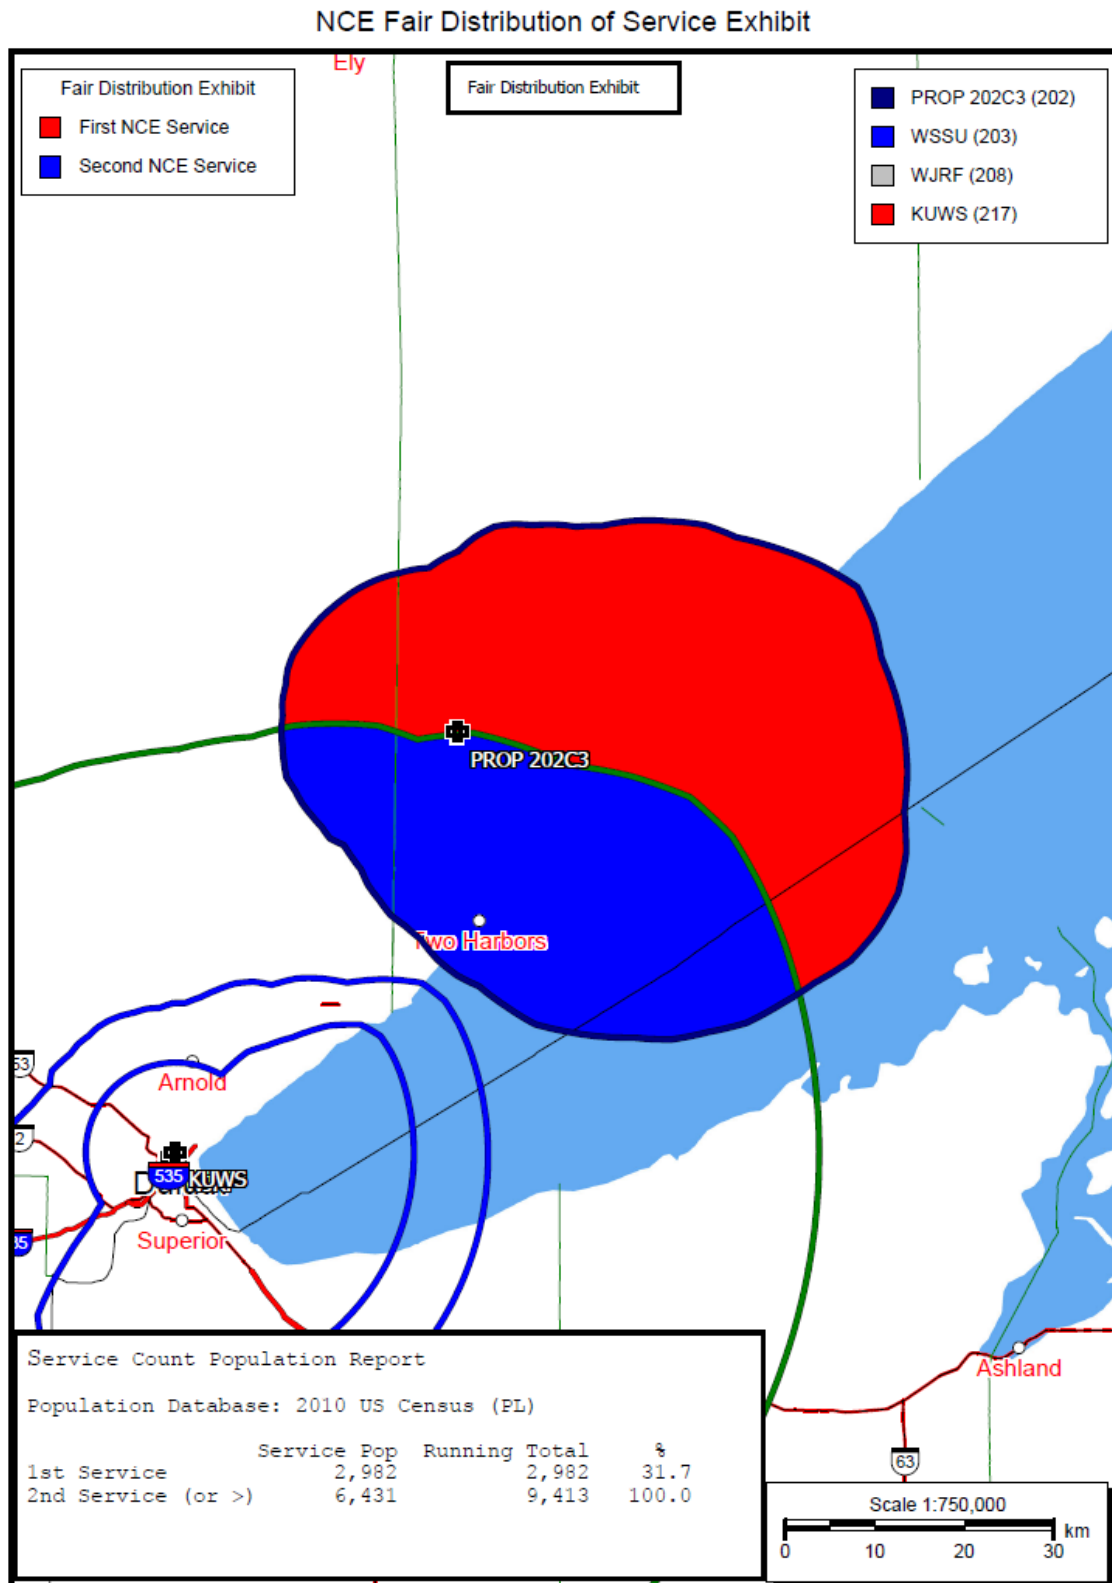 NCE Fair Distribution of Service Exhibit
Ely
Fair Distribution Exhibit
First NCE Service
Second NCE Service
Fair Distribution Exhibit
PROP 202C3 (202)
WSSU (203)
WJRF (208)
KUWS (217)
PROP 202C3
Two Harbors
53
Arnold
2
535
KUWS
35
Superior
Ashland
63
Service Count Population Report
Population Database: 2010 US Census (PL)
Service Pop Running Total %
1st Service 2,982 2,982 31.7
2nd Service (or >) 6,431 9,413 100.0
Scale 1:750,000
km
0 10 20 30